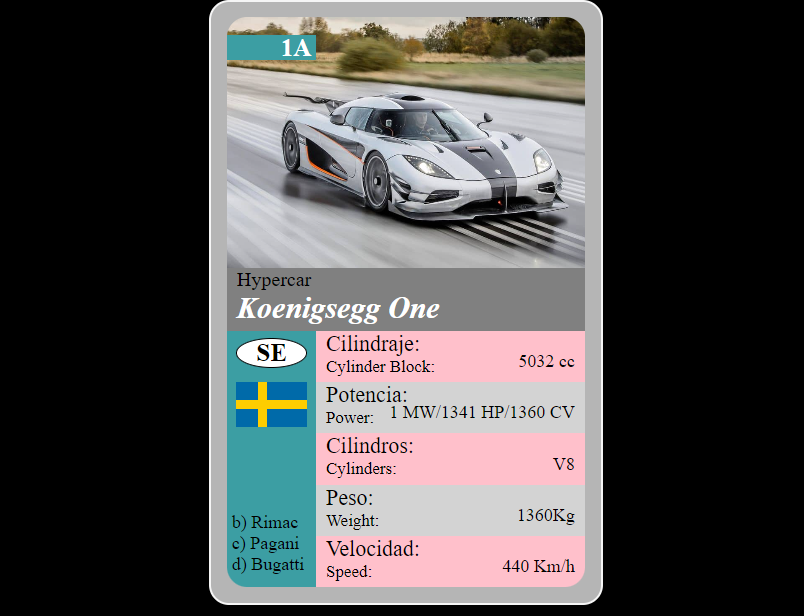 1A
Hypercar
Koenigsegg One
SE
b) Rimac
c) Pagani
d) Bugatti
Cilindraje:
Cylinder Block: 5032 cc
Potencia:
Power: 1 MW/1341 HP/1360 CV
Cilindros:
Cylinders: V8
Peso:
Weight: 1360Kg
Velocidad:
Speed: 440 Km/h